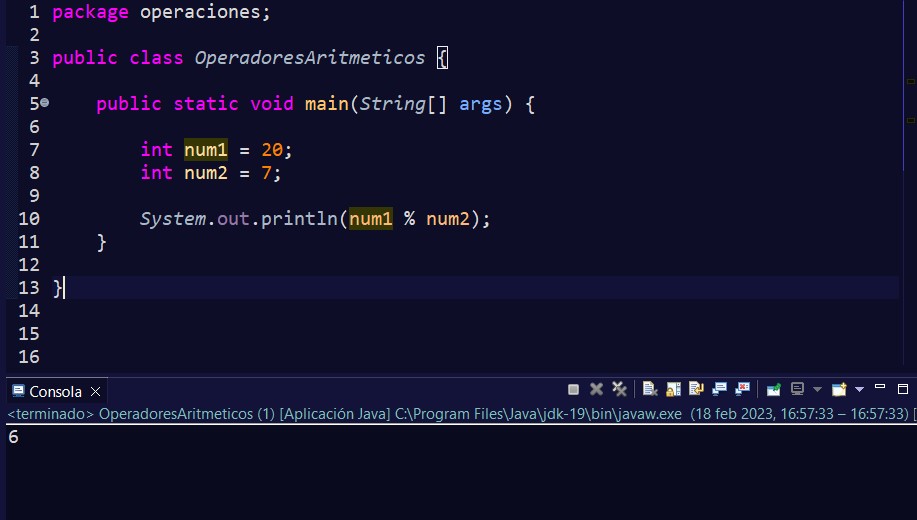 1 package operaciones;
2
3 public class OperadoresAritmeticos {
4
5 public static void main(String[] args) {
6
7 int num1 = 20;
8 int num2 = 7;
9
10 System.out.println(num1 % num2);
11 }
12
13 }
14
15
16
Consola
<terminado> OperadoresAritmeticos (1) [Aplicación Java] C:\Program Files\Java\jdk-19\bin\javaw.exe (18 feb 2023, 16:57:33 – 16:57:33) [
6